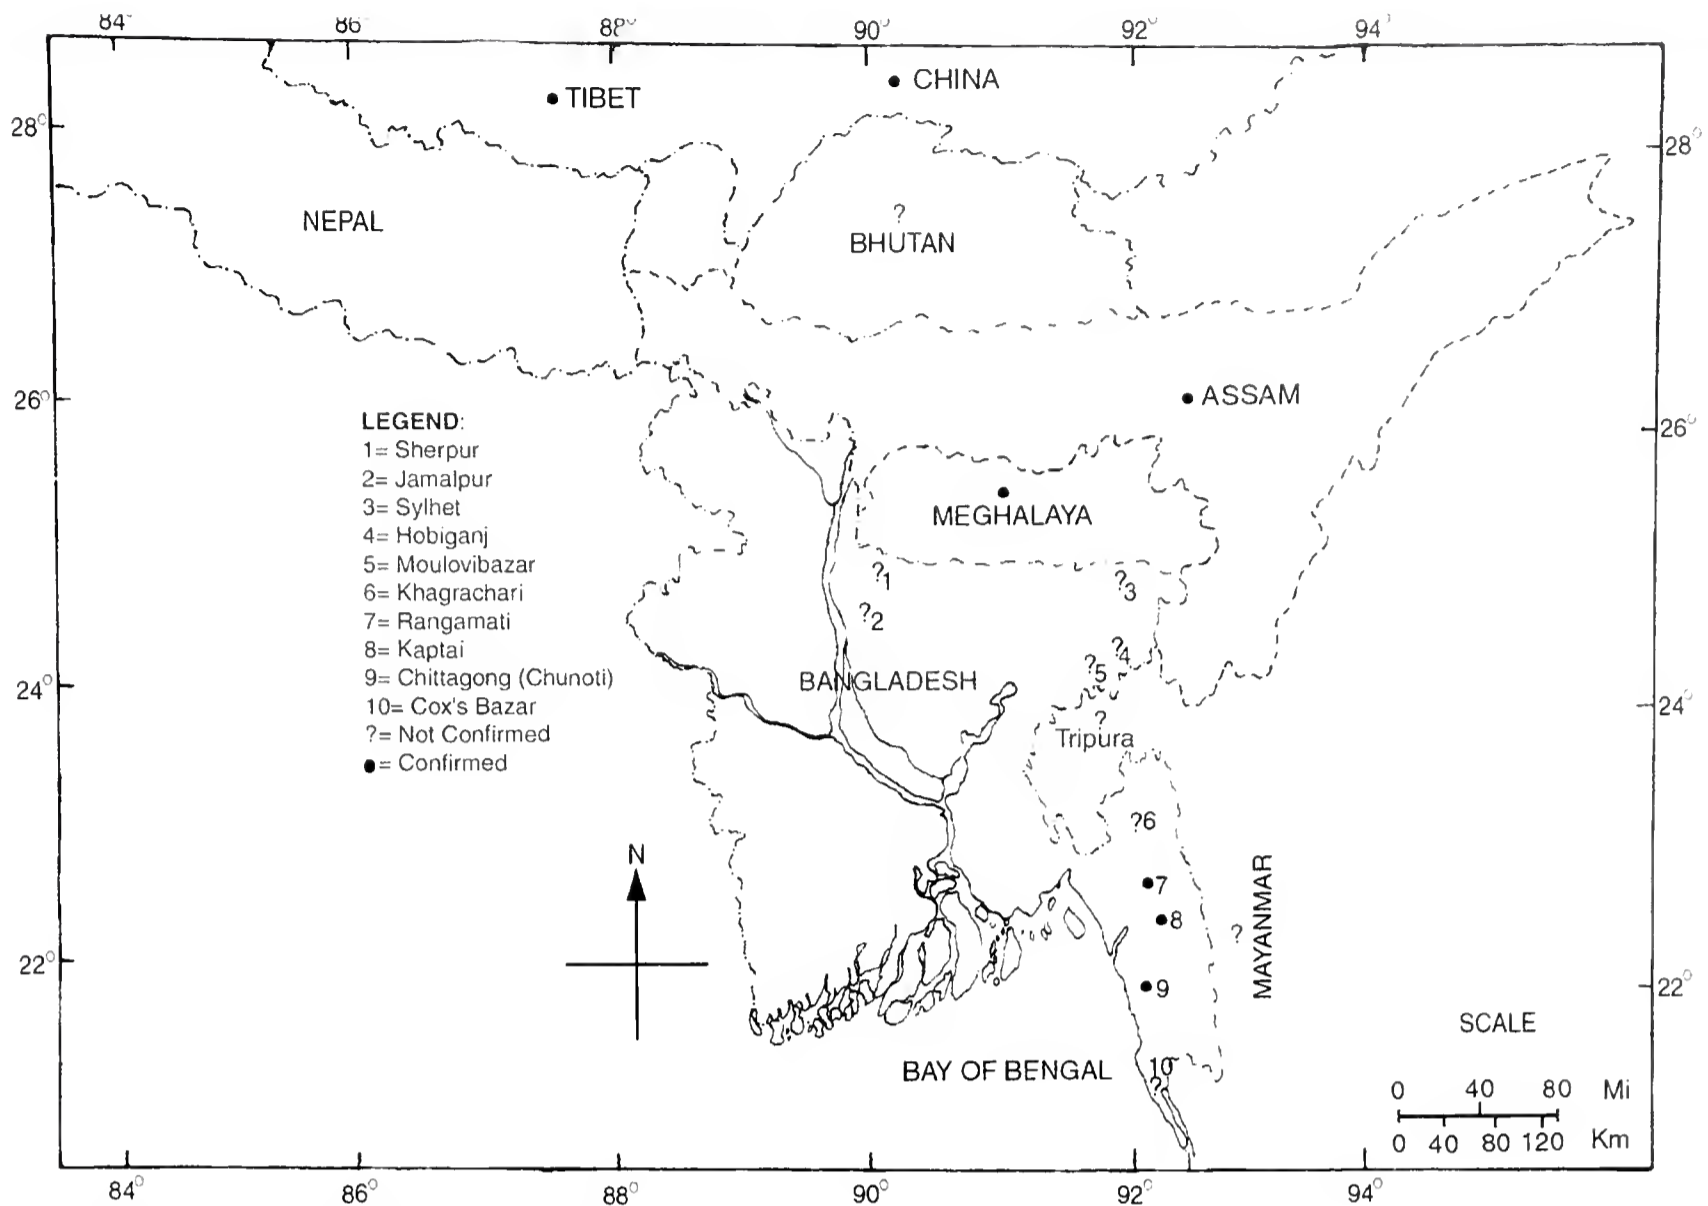 84° 86° 88° 90° 92° 94°
● CHINA
● TIBET
28° 28°
?
NEPAL
BHUTAN
26° ● ASSAM
26°
LEGEND:
1= Sherpur
2= Jamalpur
3= Sylhet
4= Hobiganj
5= Moulovibazar
6= Khagrachari
7= Rangamati
8= Kaptai
9= Chittagong (Chunoti)
10= Cox's Bazar
?= Not Confirmed
●= Confirmed
MEGHALAYA
?1
?3
?2
?4
?5
24° BANGLADESH
24°
?
Tripura
?6
N
7
8
?
MAYANMAR
22°
9
22°
SCALE
10
?
BAY OF BENGAL
0 40 80 Mi
0 40 80 120 Km
84° 86° 88° 90° 92° 94°